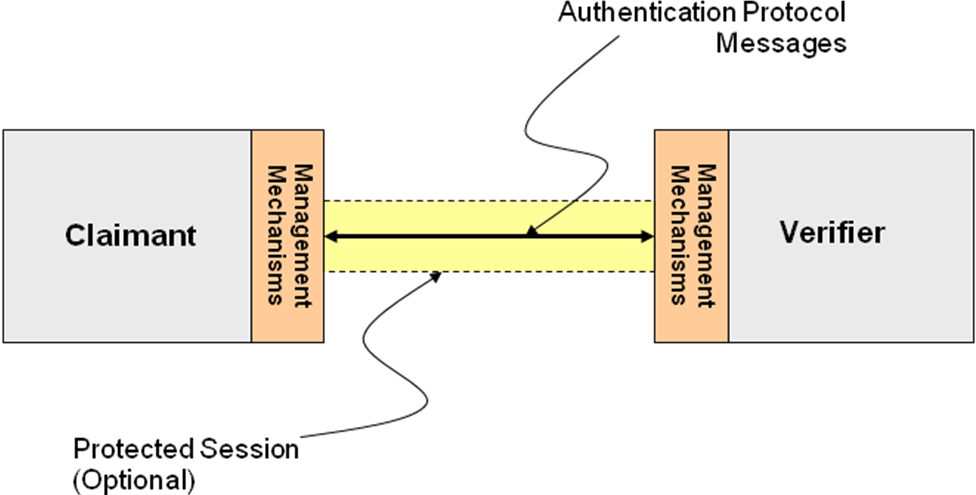 Authentication Protocol
Messages
Claimant
Management
Mechanisms
Management
Mechanisms
Verifier
Protected Session
(Optional)